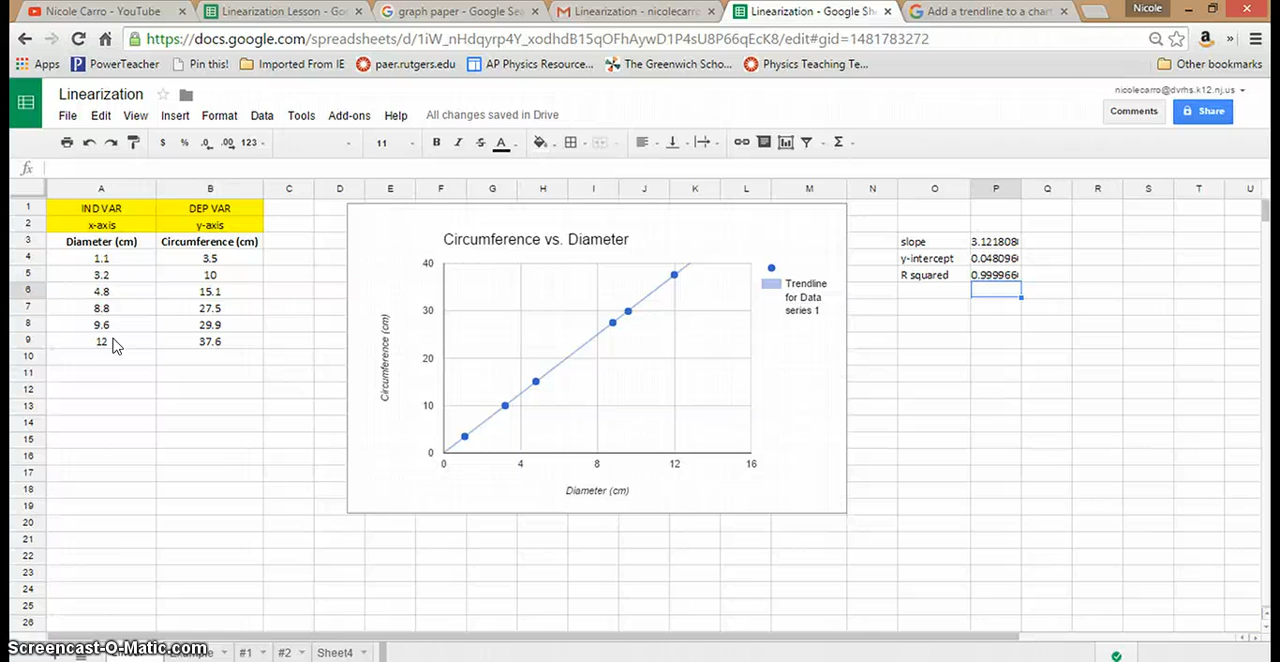 Nicole Carro - YouTube
Linearization Lesson - Go
graph paper - Google Se
Linearization - nicolecarro
Linearization - Google She
Add a trendline to a chart
Nicole
https://docs.google.com/spreadsheets/d/1iW_nHdqyrp4Y_xodhdB15qOFhAywD1P4sU8P66qEcK8/edit#gid=1481783272
Apps
PowerTeacher
Pin this!
Imported From IE
paer.rutgers.edu
AP Physics Resource...
The Greenwich Scho...
Physics Teaching Te...
Other bookmarks
Linearization
nicolecarro@dvrhs.k12.nj.us
File Edit View Insert Format Data Tools Add-ons Help All changes saved in Drive
Comments
Share
$ % .0 .00 123 11 B I S A Σ
fx
A B C D E F G H I J K L M N O P Q R S T U
1 IND VAR DEP VAR
2 x-axis y-axis
3 Diameter (cm) Circumference (cm)
4 1.1 3.5
5 3.2 10
6 4.8 15.1
7 8.8 27.5
8 9.6 29.9
9 12 37.6
10
11
12
13
14
15
16
17
18
19
20
21
22
23
24
25
26
Circumference vs. Diameter
40
30
20
10
0
Circumference (cm)
0 4 8 12 16
Diameter (cm)
Trendline
for Data
series 1
slope 3.121808
y-intercept 0.048096
R squared 0.999966
Screencast-O-Matic.com
#1
#2
Sheet4